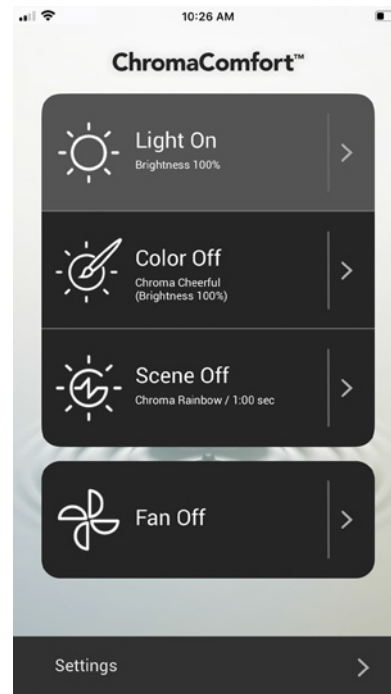 10:26 AM
ChromaComfort™
Light On
Brightness 100%
Color Off
Chroma Cheerful
(Brightness 100%)
Scene Off
Chroma Rainbow / 1:00 sec
Fan Off
Settings